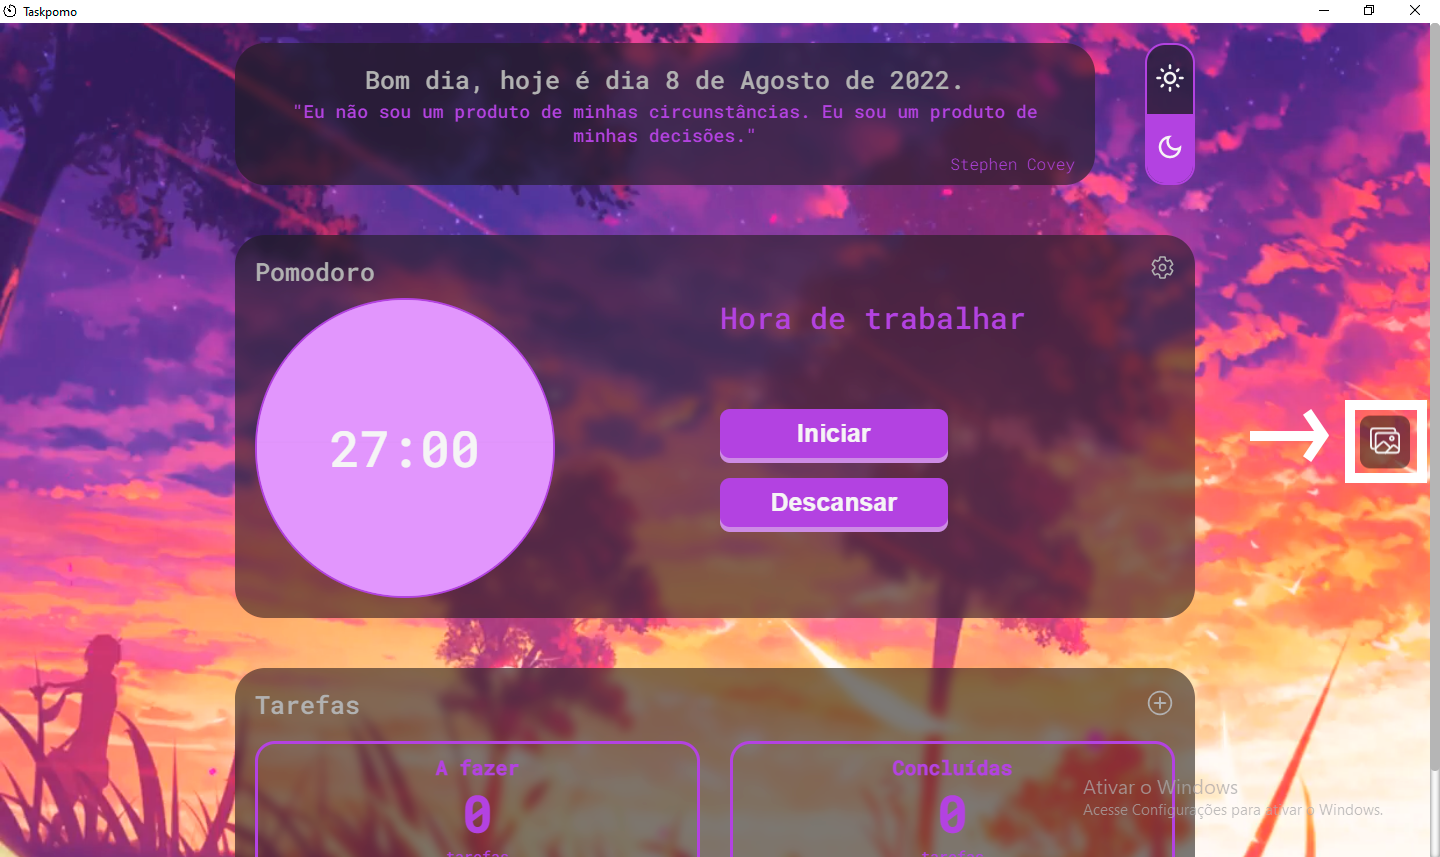 Taskpomo
Bom dia, hoje é dia 8 de Agosto de 2022.
"Eu não sou um produto de minhas circunstâncias. Eu sou um produto de
minhas decisões."
Stephen Covey
Pomodoro
Hora de trabalhar
27:00
Iniciar
Descansar
Tarefas
A fazer
0
tarefas
Concluídas
0
tarefas
Ativar o Windows
Acesse Configurações para ativar o Windows.